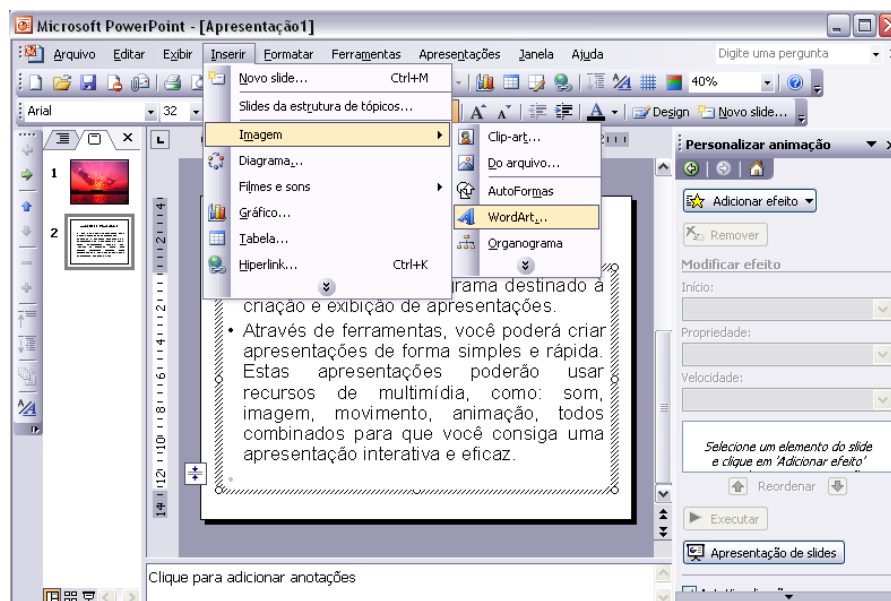 Microsoft PowerPoint - [Apresentação1]
Arquivo Editar Exibir Inserir Formatar Ferramentas Apresentações Janela Ajuda Digite uma pergunta
40%
Arial 32 Design Novo slide...
Novo slide... Ctrl+M
Slides da estrutura de tópicos...
Imagem
Diagrama...
Filmes e sons
Gráfico...
Tabela...
Hiperlink... Ctrl+K
Clip-art...
Do arquivo...
AutoFormas
WordArt...
Organograma
1
2
grama destinado à
criação e exibição de apresentações.
• Através de ferramentas, você poderá criar
apresentações de forma simples e rápida.
Estas apresentações poderão usar
recursos de multimídia, como: som,
imagem, movimento, animação, todos
combinados para que você consiga uma
apresentação interativa e eficaz.
Clique para adicionar anotações
Personalizar animação
Adicionar efeito
Remover
Modificar efeito
Início:
Propriedade:
Velocidade:
Selecione um elemento do slide
e clique em 'Adicionar efeito'
Reordenar
Executar
Apresentação de slides